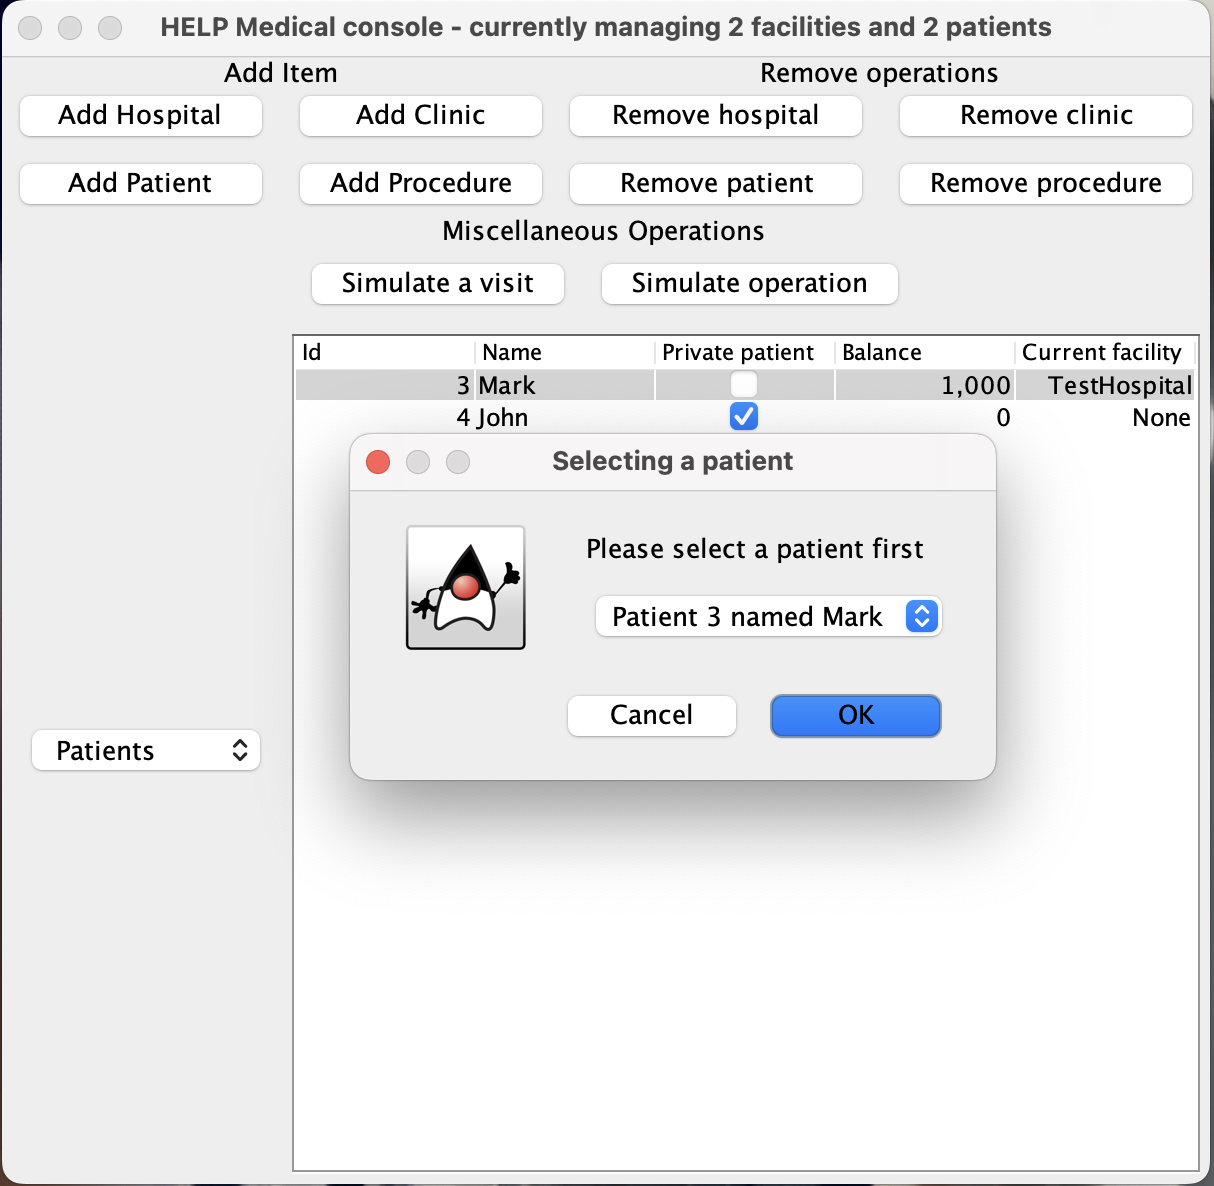 HELP Medical console - currently managing 2 facilities and 2 patients
Add Item Remove operations
Add Hospital Add Clinic Remove hospital Remove clinic
Add Patient Add Procedure Remove patient Remove procedure
Miscellaneous Operations
Simulate a visit Simulate operation
Id Name Private patient Balance Current facility
3 Mark 1,000 TestHospital
4 John 0 None
Selecting a patient
Please select a patient first
Patient 3 named Mark
Cancel OK
Patients